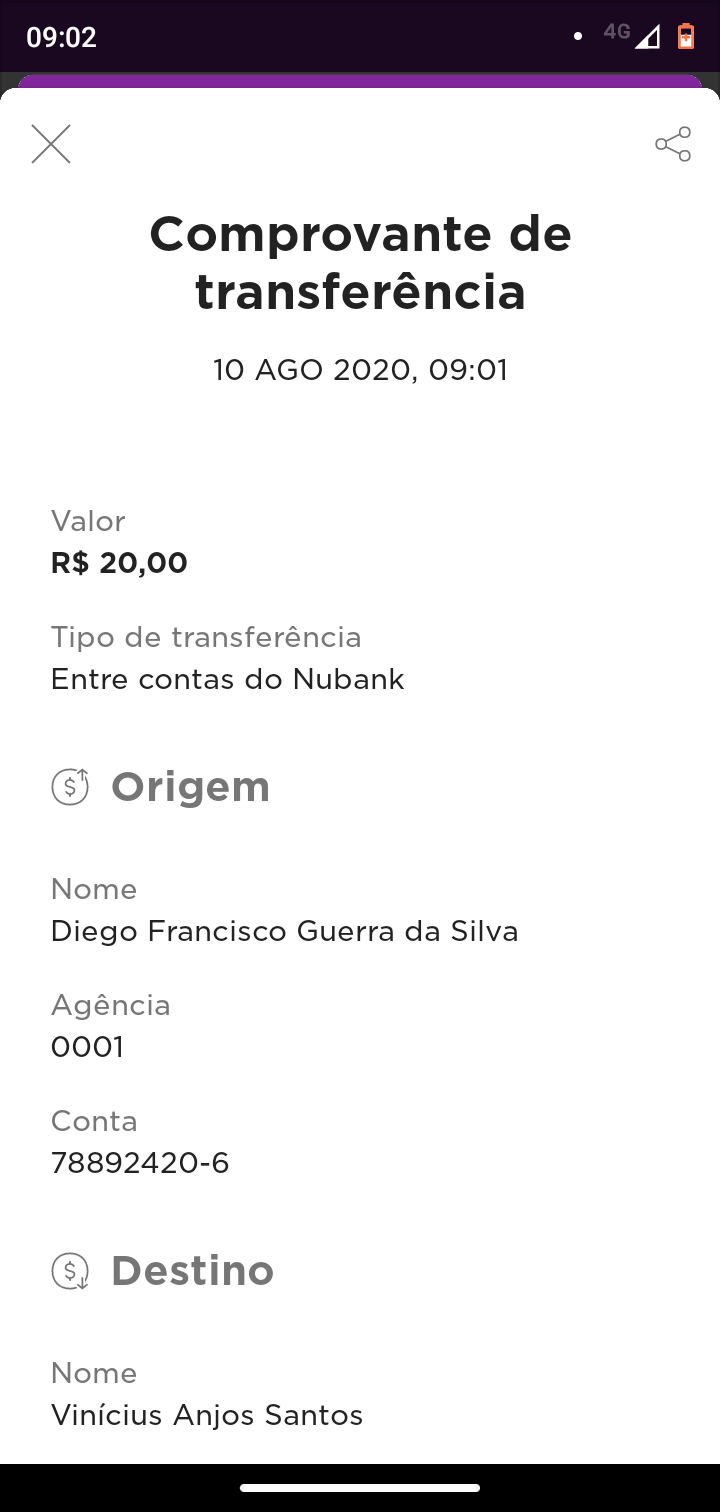 09:02
4G
Comprovante de
transferência
10 AGO 2020, 09:01
Valor
R$ 20,00
Tipo de transferência
Entre contas do Nubank
Origem
Nome
Diego Francisco Guerra da Silva
Agência
0001
Conta
78892420-6
Destino
Nome
Vinícius Anjos Santos